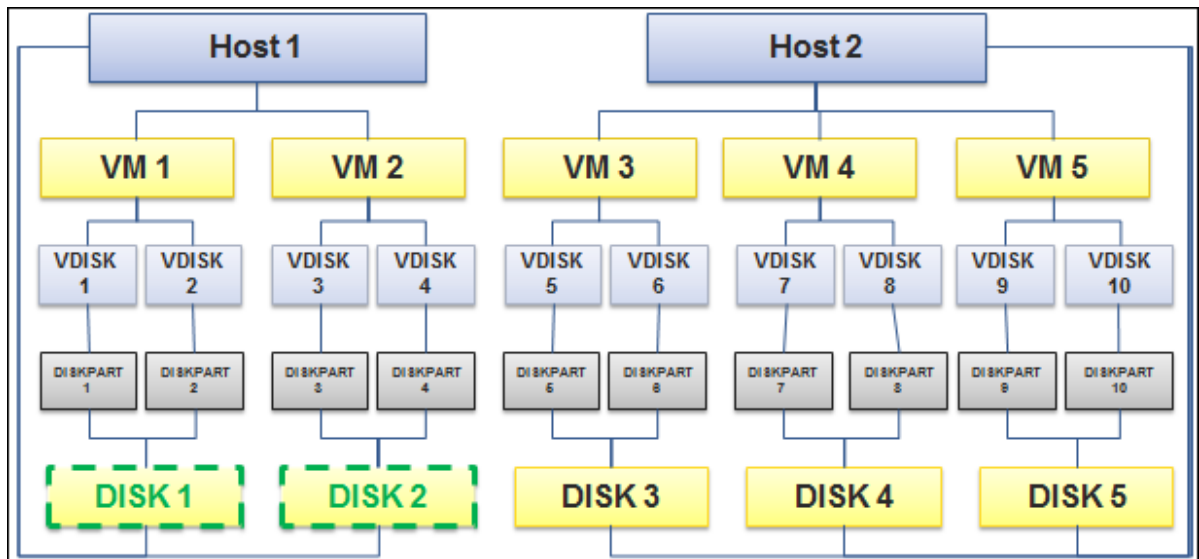 Host 1
Host 2
VM 1
VM 2
VM 3
VM 4
VM 5
VDISK
1
VDISK
2
VDISK
3
VDISK
4
VDISK
5
VDISK
6
VDISK
7
VDISK
8
VDISK
9
VDISK
10
DISKPART
1
DISKPART
2
DISKPART
3
DISKPART
4
DISKPART
5
DISKPART
6
DISKPART
7
DISKPART
8
DISKPART
9
DISKPART
10
DISK 1
DISK 2
DISK 3
DISK 4
DISK 5